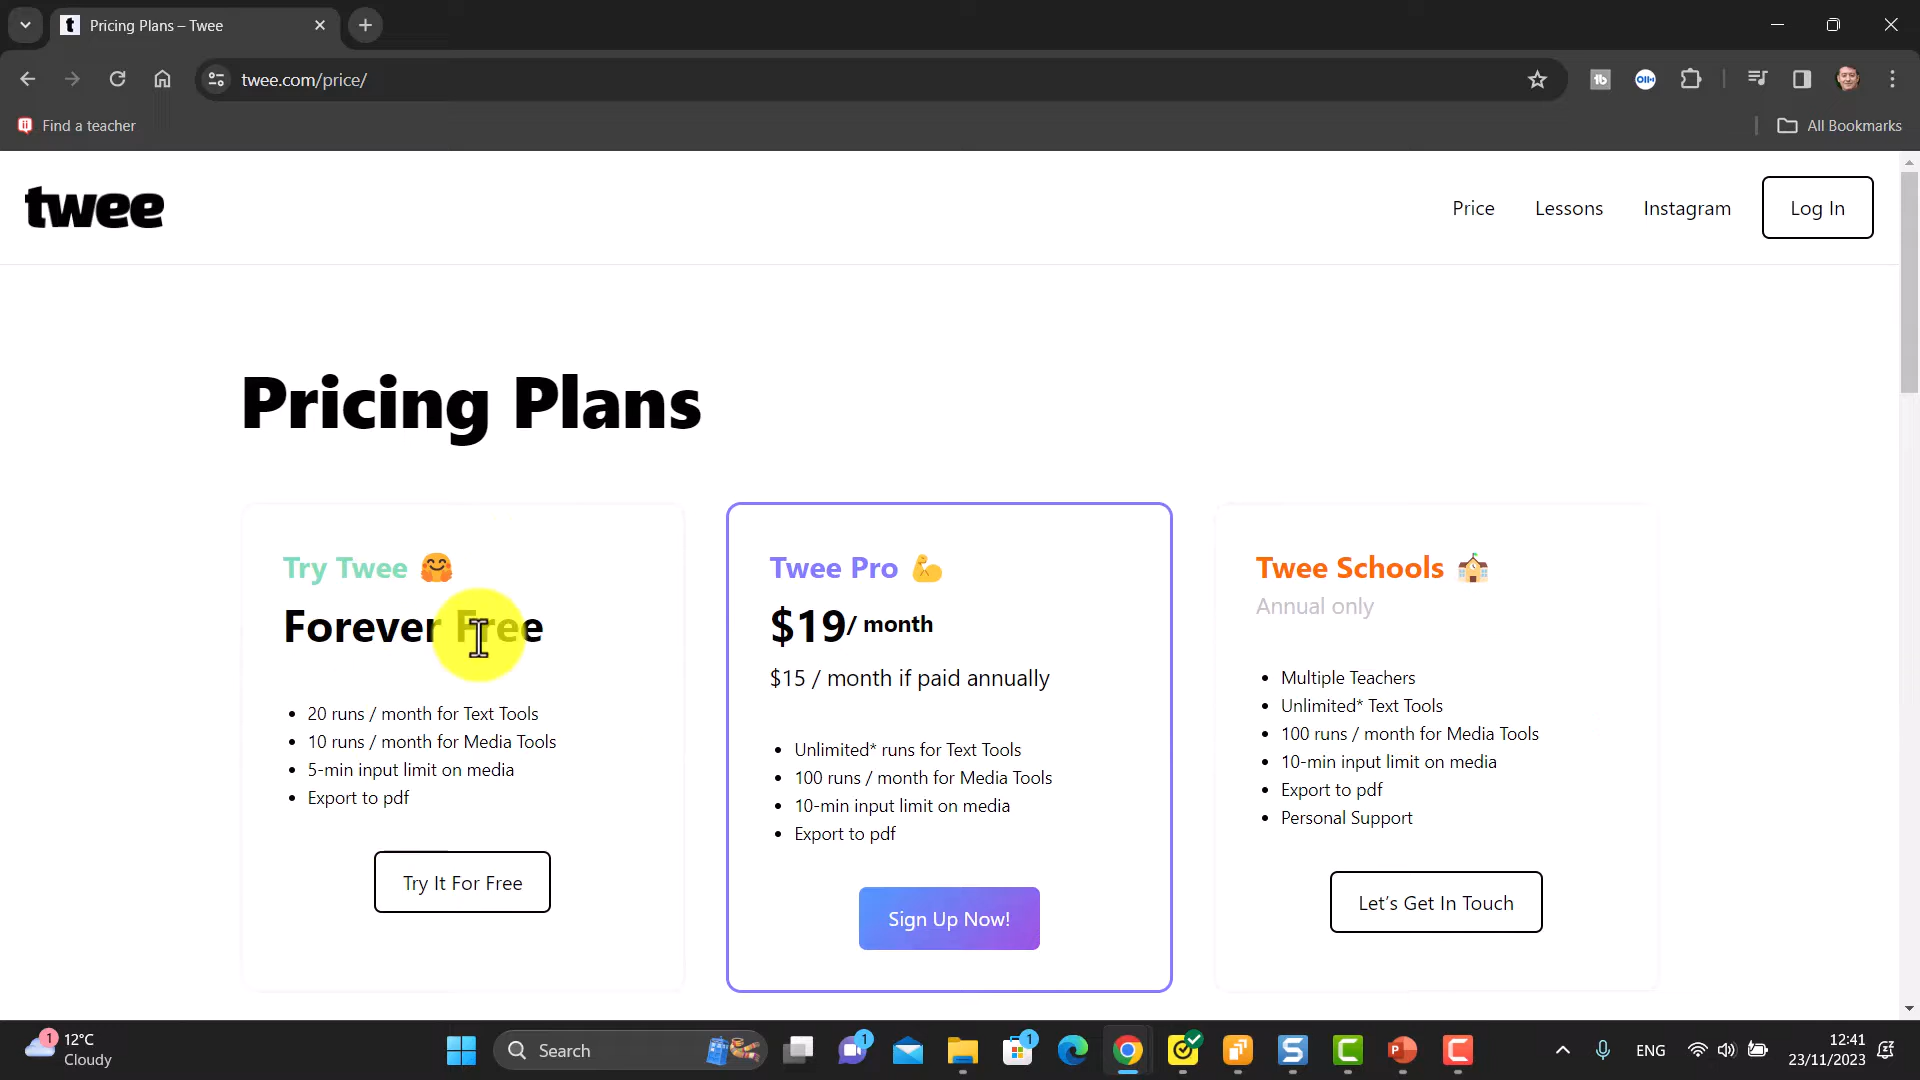 Pricing Plans – Twee
twee.com/price/
Find a teacher
All Bookmarks
twee
Price
Lessons
Instagram
Log In
Pricing Plans
Try Twee 🤗
Forever Free
• 20 runs / month for Text Tools
• 10 runs / month for Media Tools
• 5-min input limit on media
• Export to pdf
Try It For Free
Twee Pro 💪
$19/ month
$15 / month if paid annually
• Unlimited* runs for Text Tools
• 100 runs / month for Media Tools
• 10-min input limit on media
• Export to pdf
Sign Up Now!
Twee Schools 🏫
Annual only
• Multiple Teachers
• Unlimited* Text Tools
• 100 runs / month for Media Tools
• 10-min input limit on media
• Export to pdf
• Personal Support
Let's Get In Touch
1
12°C
Cloudy
Search
1
1
ENG
12:41
23/11/2023